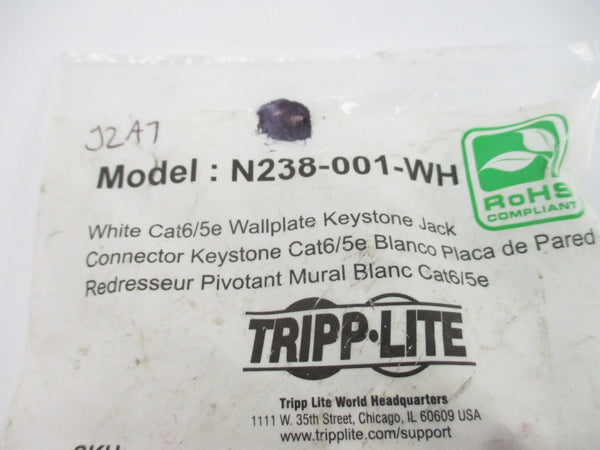 J2A7
Model : N238-001-WH
RoHS
COMPLIANT
White Cat6/5e Wallplate Keystone Jack
Connector Keystone Cat6/5e Blanco Placa de Pared
Redresseur Pivotant Mural Blanc Cat6/5e
TRIPP·LITE
Tripp Lite World Headquarters
1111 W. 35th Street, Chicago, IL 60609 USA
www.tripplite.com/support